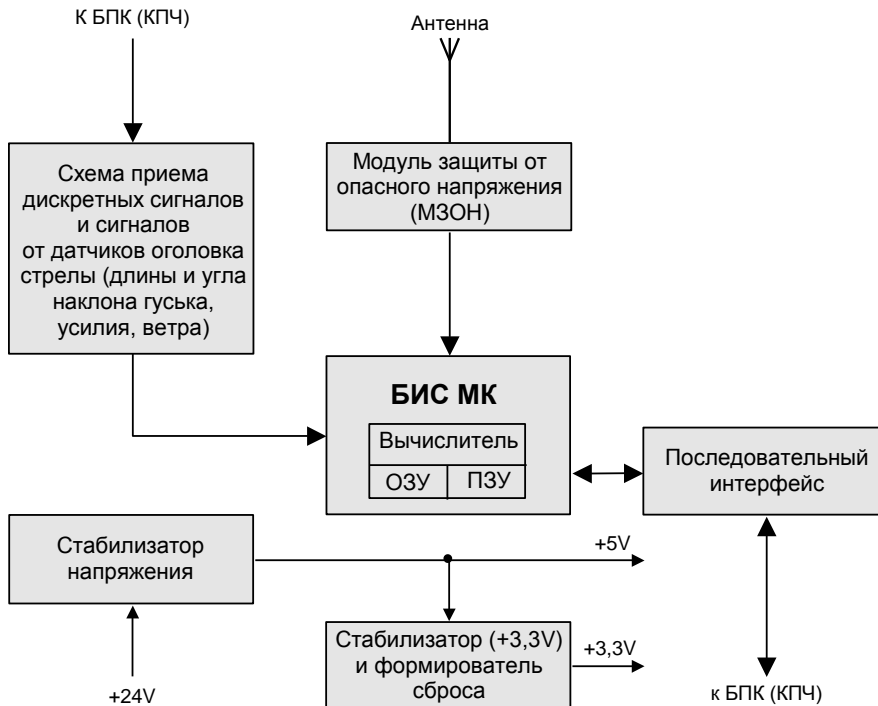 К БПК (КПЧ)
Антенна
Схема приема
дискретных сигналов
и сигналов
от датчиков оголовка
стрелы (длины и угла
наклона гуська,
усилия, ветра)
Модуль защиты от
опасного напряжения
(МЗОН)
БИС МК
Вычислитель
ОЗУ
ПЗУ
Последовательный
интерфейс
Стабилизатор
напряжения
+5V
Стабилизатор (+3,3V)
и формирователь
сброса
+3,3V
+24V
к БПК (КПЧ)